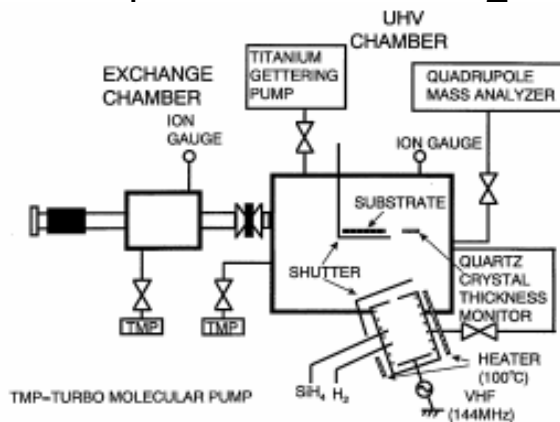 UHV
CHAMBER
TITANIUM
GETTERING
PUMP
QUADRUPOLE
MASS ANALYZER
EXCHANGE
CHAMBER
ION
GAUGE
ION GAUGE
SUBSTRATE
SHUTTER
QUARTZ
CRYSTAL
THICKNESS
MONITOR
TMP
TMP
HEATER
(100°C)
SiH4
H2
VHF
(144MHz)
TMP=TURBO MOLECULAR PUMP